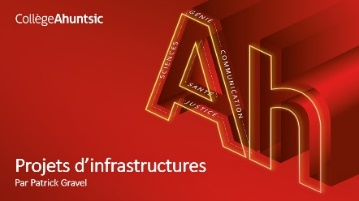 CollègeAhuntsic
GÉNIE
SCIENCES
COMMUNICATION
SANTÉ
JUSTICE
Ah
Projets d'infrastructures
Par Patrick Gravel